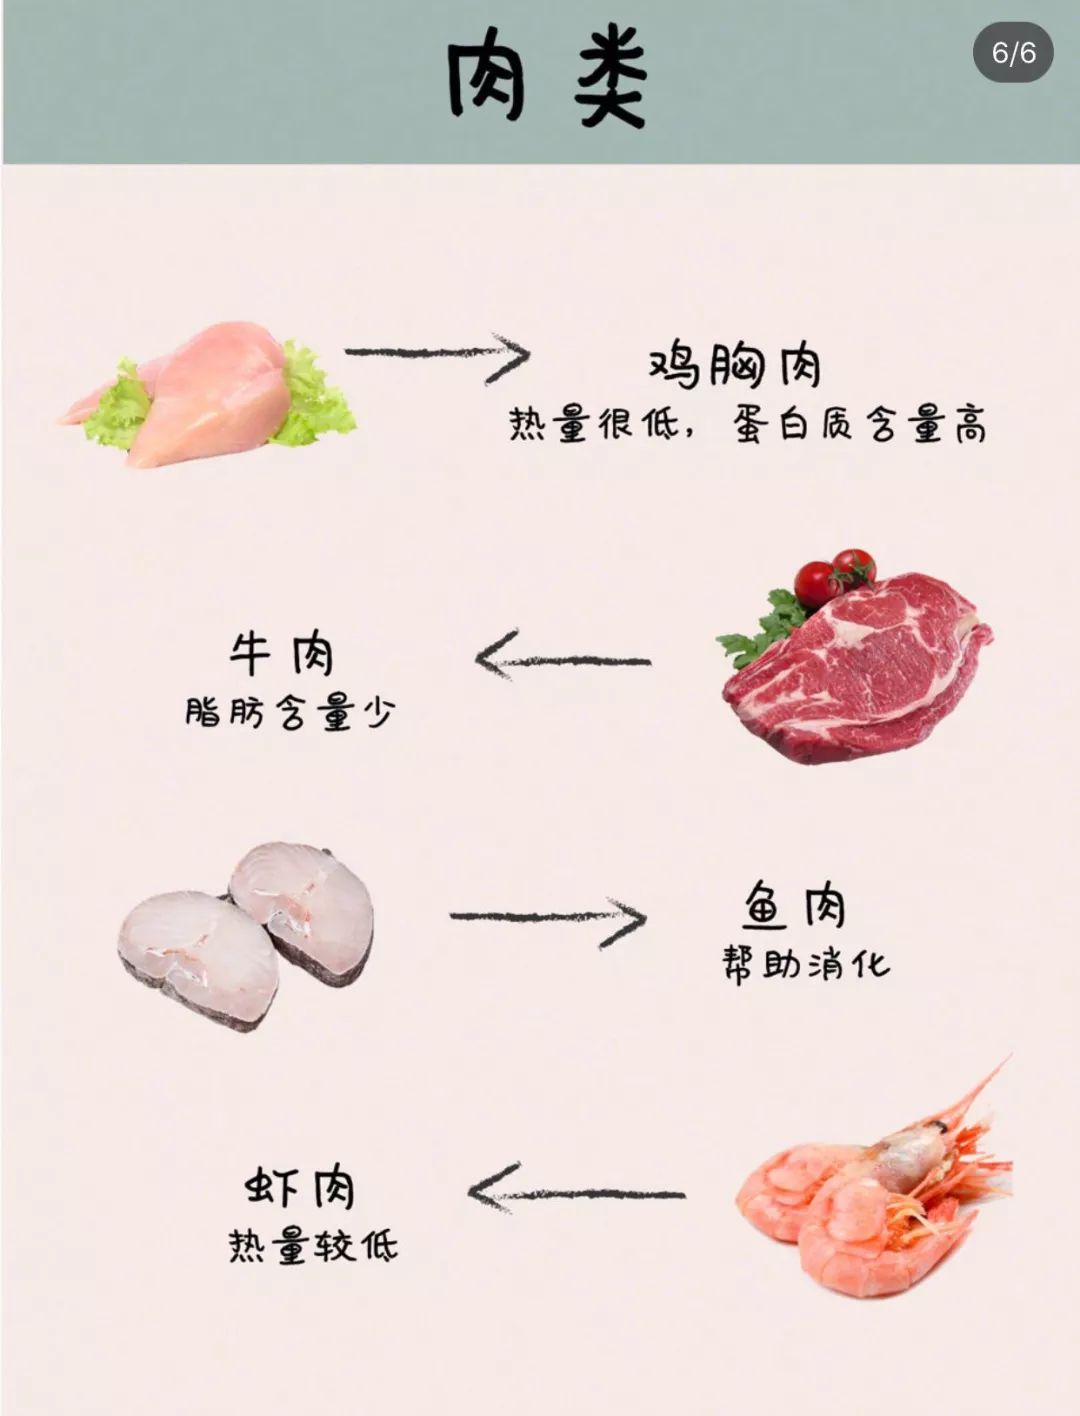 肉类
6/6
鸡胸肉
热量很低，蛋白质含量高
牛肉
脂肪含量少
鱼肉
帮助消化
虾肉
热量较低